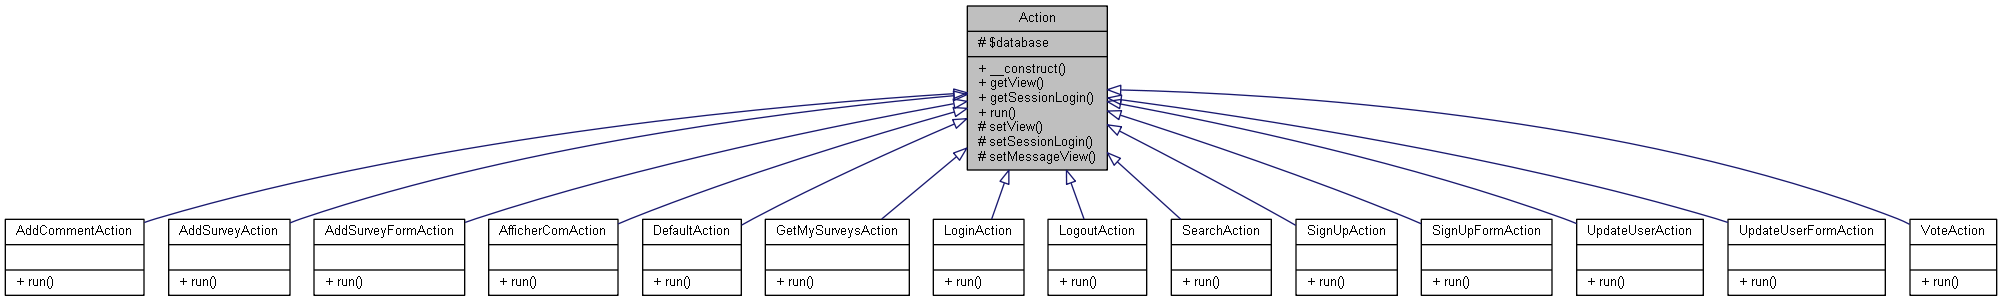 Action
# $database
+ __construct()
+ getView()
+ getSessionLogin()
+ run()
# setView()
# setSessionLogin()
# setMessageView()
AddCommentAction
+ run()
AddSurveyAction
+ run()
AddSurveyFormAction
+ run()
AfficherComAction
+ run()
DefaultAction
+ run()
GetMySurveysAction
+ run()
LoginAction
+ run()
LogoutAction
+ run()
SearchAction
+ run()
SignUpAction
+ run()
SignUpFormAction
+ run()
UpdateUserAction
+ run()
UpdateUserFormAction
+ run()
VoteAction
+ run()